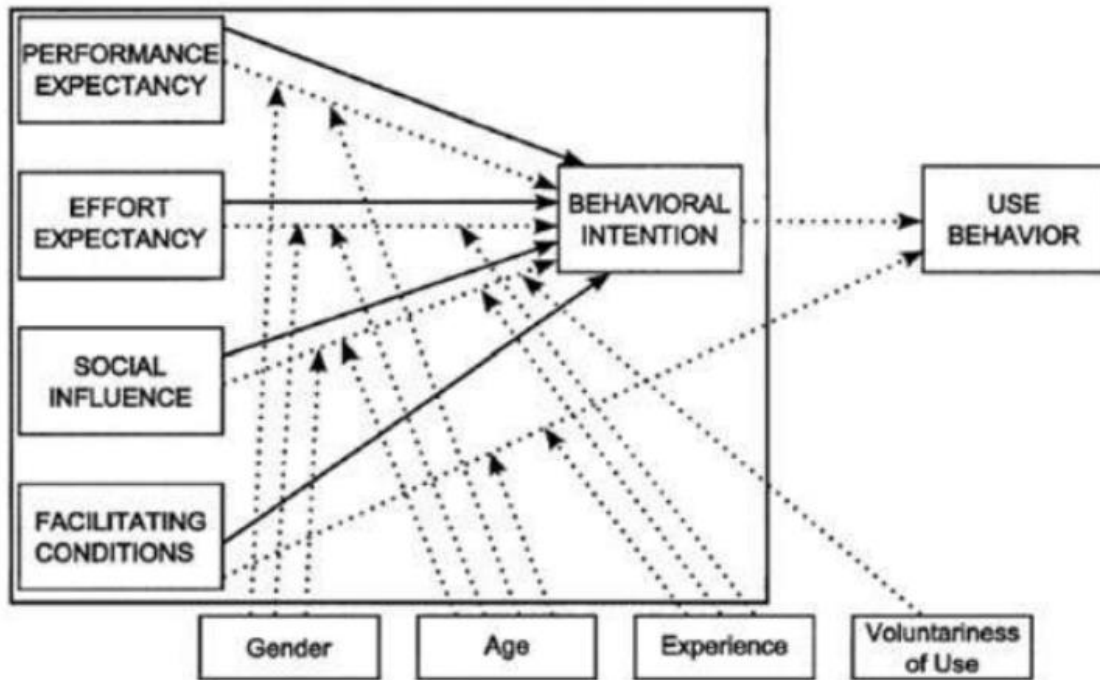 PERFORMANCE
EXPECTANCY
EFFORT
EXPECTANCY
SOCIAL
INFLUENCE
FACILITATING
CONDITIONS
BEHAVIORAL
INTENTION
USE
BEHAVIOR
Gender
Age
Experience
Voluntariness
of Use